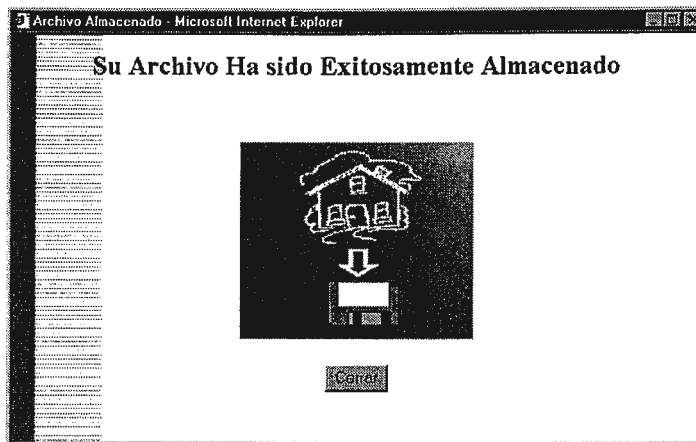 Archivo Almacenado - Microsoft Internet Explorer
Su Archivo Ha sido Exitosamente Almacenado
Cerrar